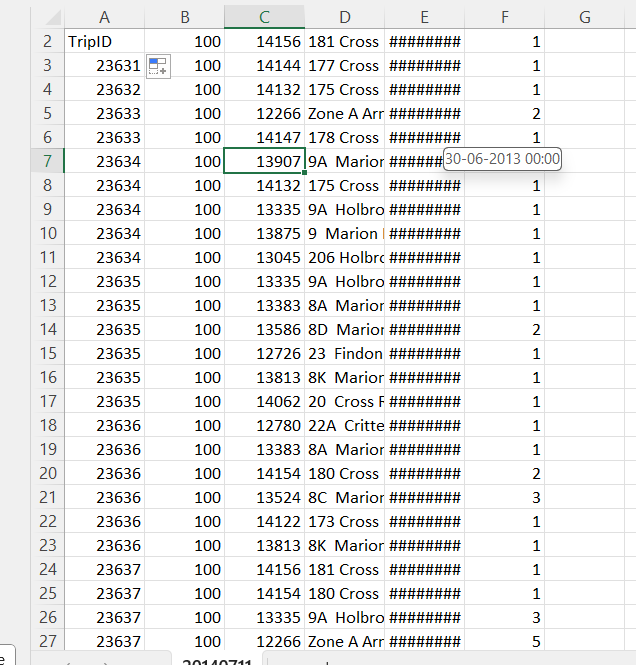 A B C D E F G
2 TripID 100 14156 181 Cross ######## 1
3 23631 100 14144 177 Cross ######## 1
4 23632 100 14132 175 Cross ######## 1
5 23633 100 12266 Zone A Arr ######## 2
6 23633 100 14147 178 Cross ######## 1
7 23634 100 13907 9A Marion ###### 30-06-2013 00:00
8 23634 100 14132 175 Cross ######## 1
9 23634 100 13335 9A Holbro ######## 1
10 23634 100 13875 9 Marion ######## 1
11 23634 100 13045 206 Holbro ######## 1
12 23635 100 13335 9A Holbro ######## 1
13 23635 100 13383 8A Marion ######## 1
14 23635 100 13586 8D Marion ######## 2
15 23635 100 12726 23 Findon ######## 1
16 23635 100 13813 8K Marion ######## 1
17 23635 100 14062 20 Cross R ######## 1
18 23636 100 12780 22A Critte ######## 1
19 23636 100 13383 8A Marion ######## 1
20 23636 100 14154 180 Cross ######## 2
21 23636 100 13524 8C Marion ######## 3
22 23636 100 14122 173 Cross ######## 1
23 23636 100 13813 8K Marion ######## 1
24 23637 100 14156 181 Cross ######## 1
25 23637 100 14154 180 Cross ######## 1
26 23637 100 13335 9A Holbro ######## 3
27 23637 100 12266 Zone A Arr ######## 5
20140711